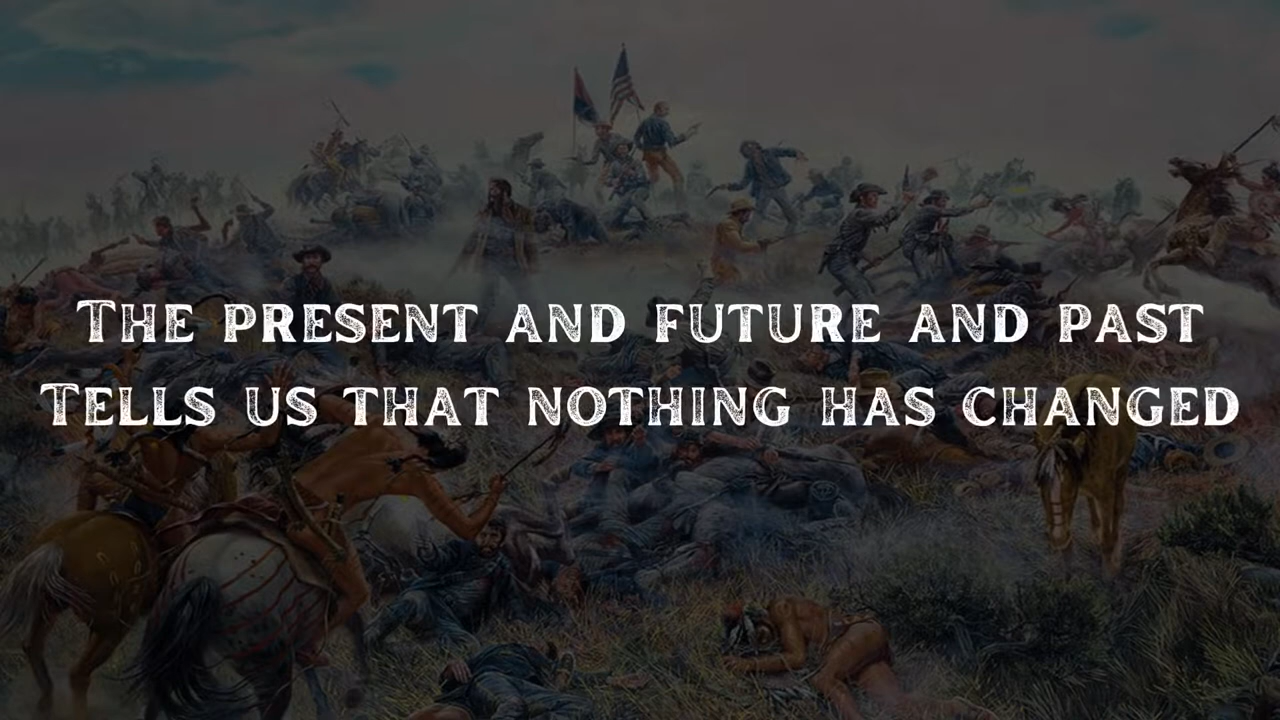 The present and future and past
Tells us that nothing has changed